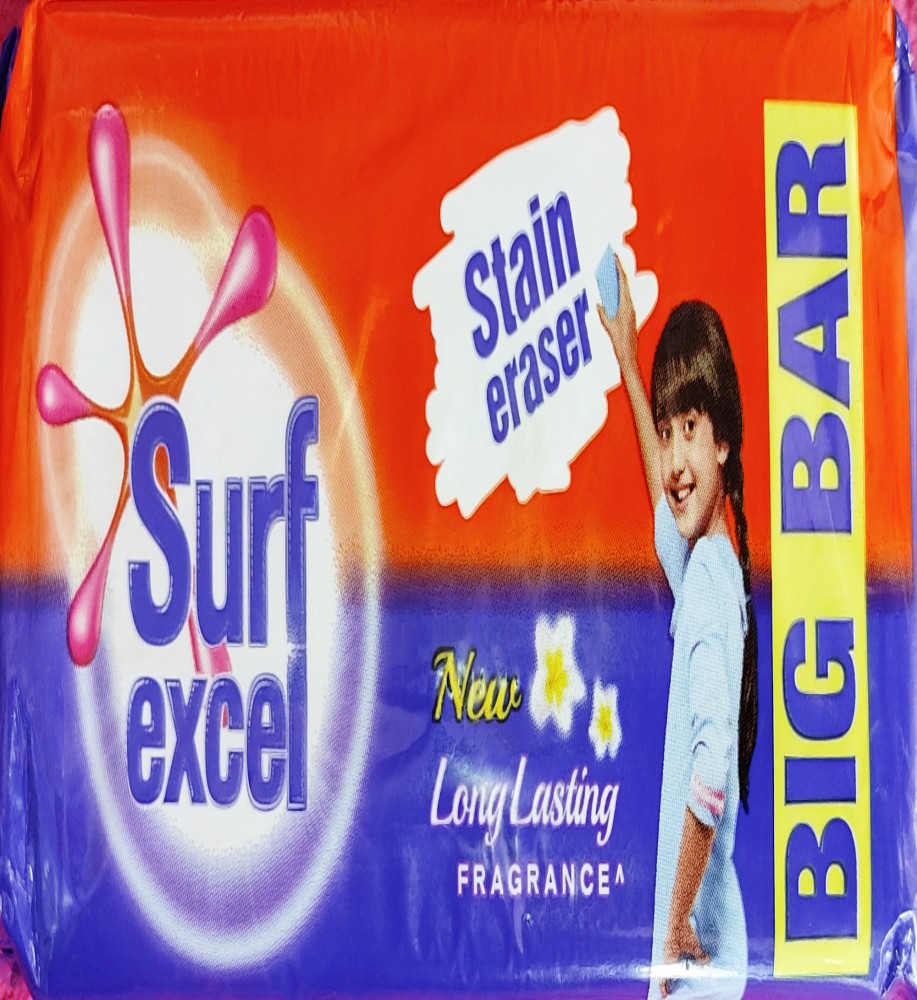 Surf
excel
Stain
eraser
New
Long Lasting
FRAGRANCE^
BIG BAR